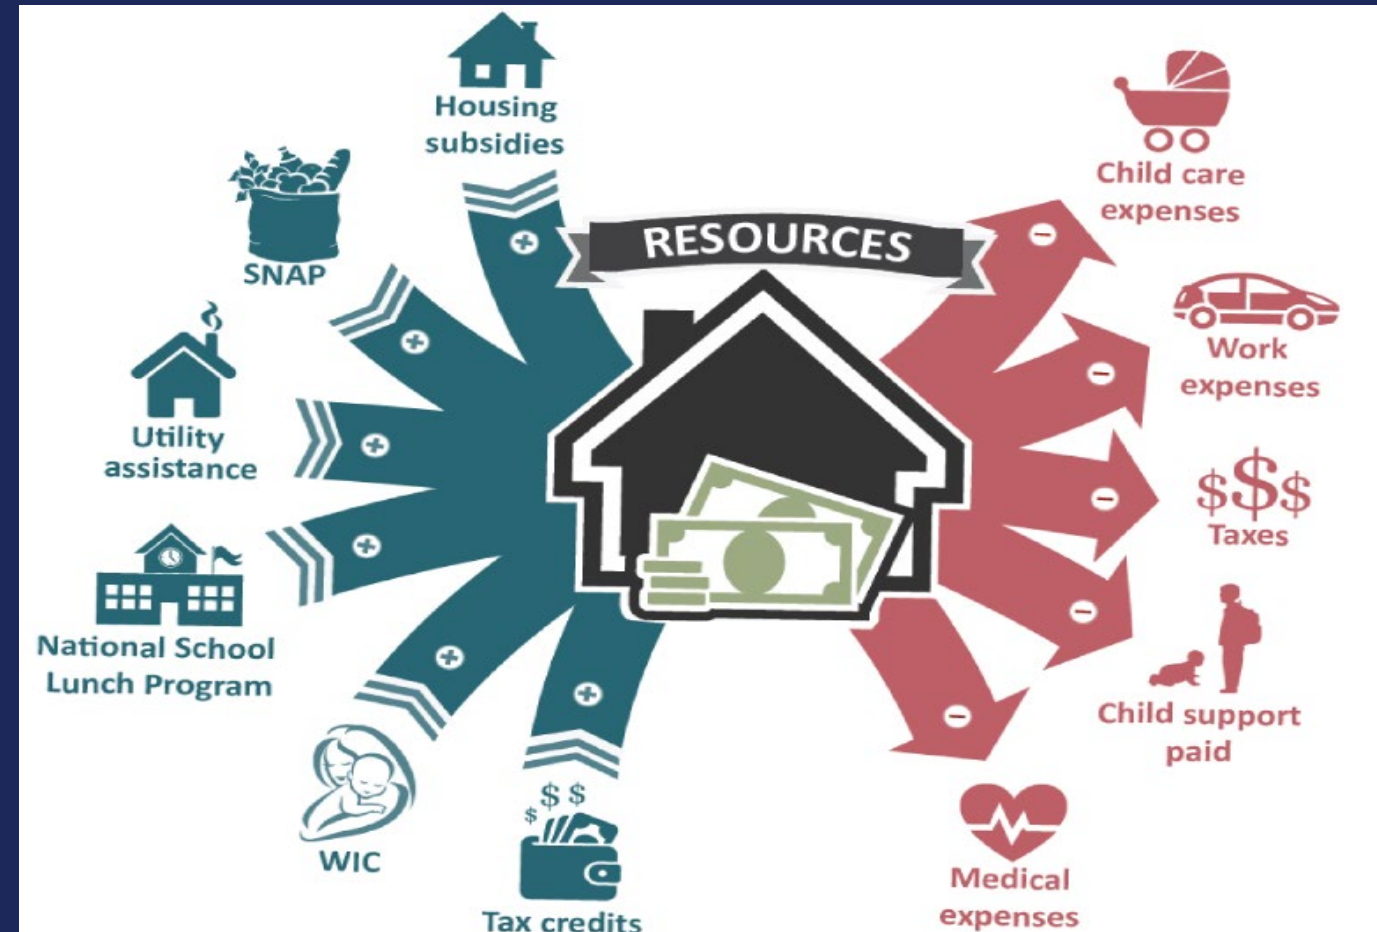 Housing
subsidies
SNAP
Utility
assistance
National School
Lunch Program
WIC
$ $ $
Tax credits
RESOURCES
Child care
expenses
Work
expenses
$$$
Taxes
Child support
paid
Medical
expenses